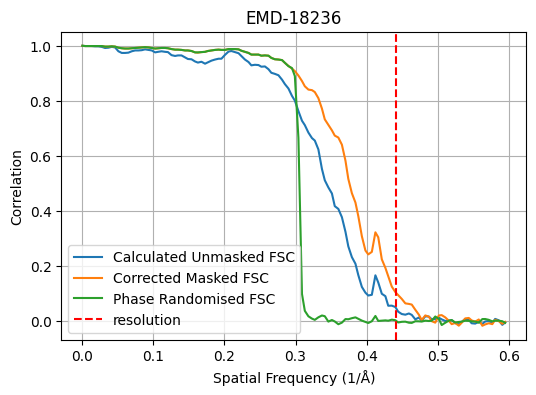 EMD-18236
1.0
0.8
0.6
0.4
0.2
0.0
Correlation
Calculated Unmasked FSC
Corrected Masked FSC
Phase Randomised FSC
resolution
0.0 0.1 0.2 0.3 0.4 0.5 0.6
Spatial Frequency (1/Å)